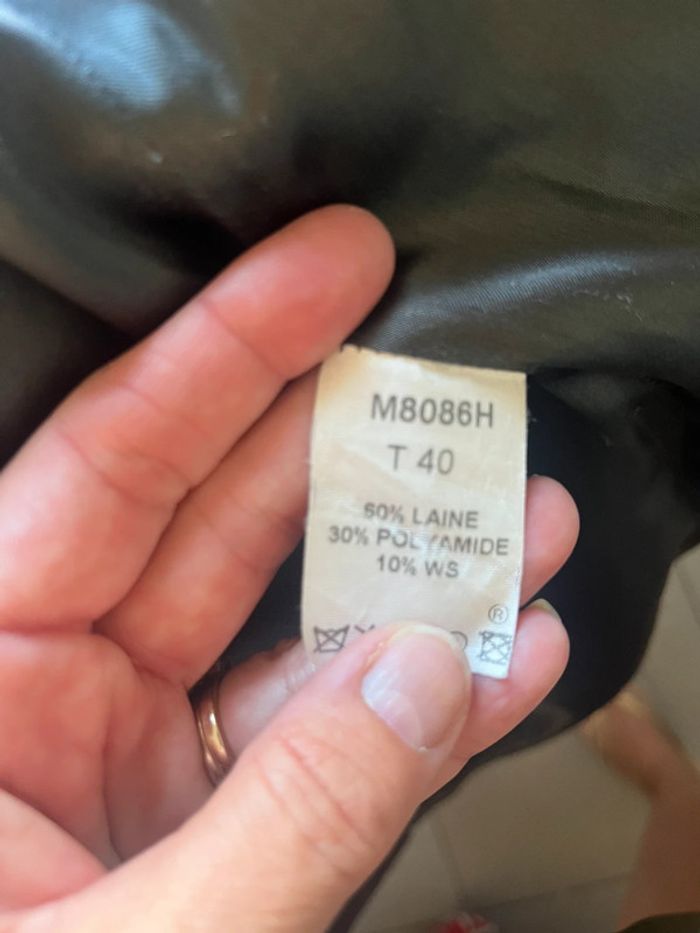 M8086H
T 40
60% LAINE
30% POLYAMIDE
10% WS
®